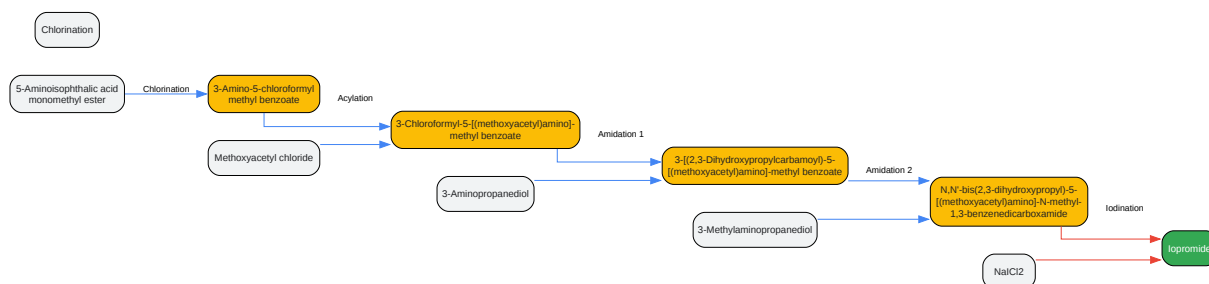 Chlorination
5-Aminoisophthalic acid
monomethyl ester
Chlorination
3-Amino-5-chloroformyl
methyl benzoate
Acylation
Methoxyacetyl chloride
3-Chloroformyl-5-[(methoxyacetyl)amino]-
methyl benzoate
Amidation 1
3-Aminopropanediol
3-[(2,3-Dihydroxypropylcarbamoyl)-5-
[(methoxyacetyl)amino]-methyl benzoate
Amidation 2
3-Methylaminopropanediol
N,N'-bis(2,3-dihydroxypropyl)-5-
[(methoxyacetyl)amino]-N-methyl-
1,3-benzenedicarboxamide
Iodination
NaICl2
Iopromide